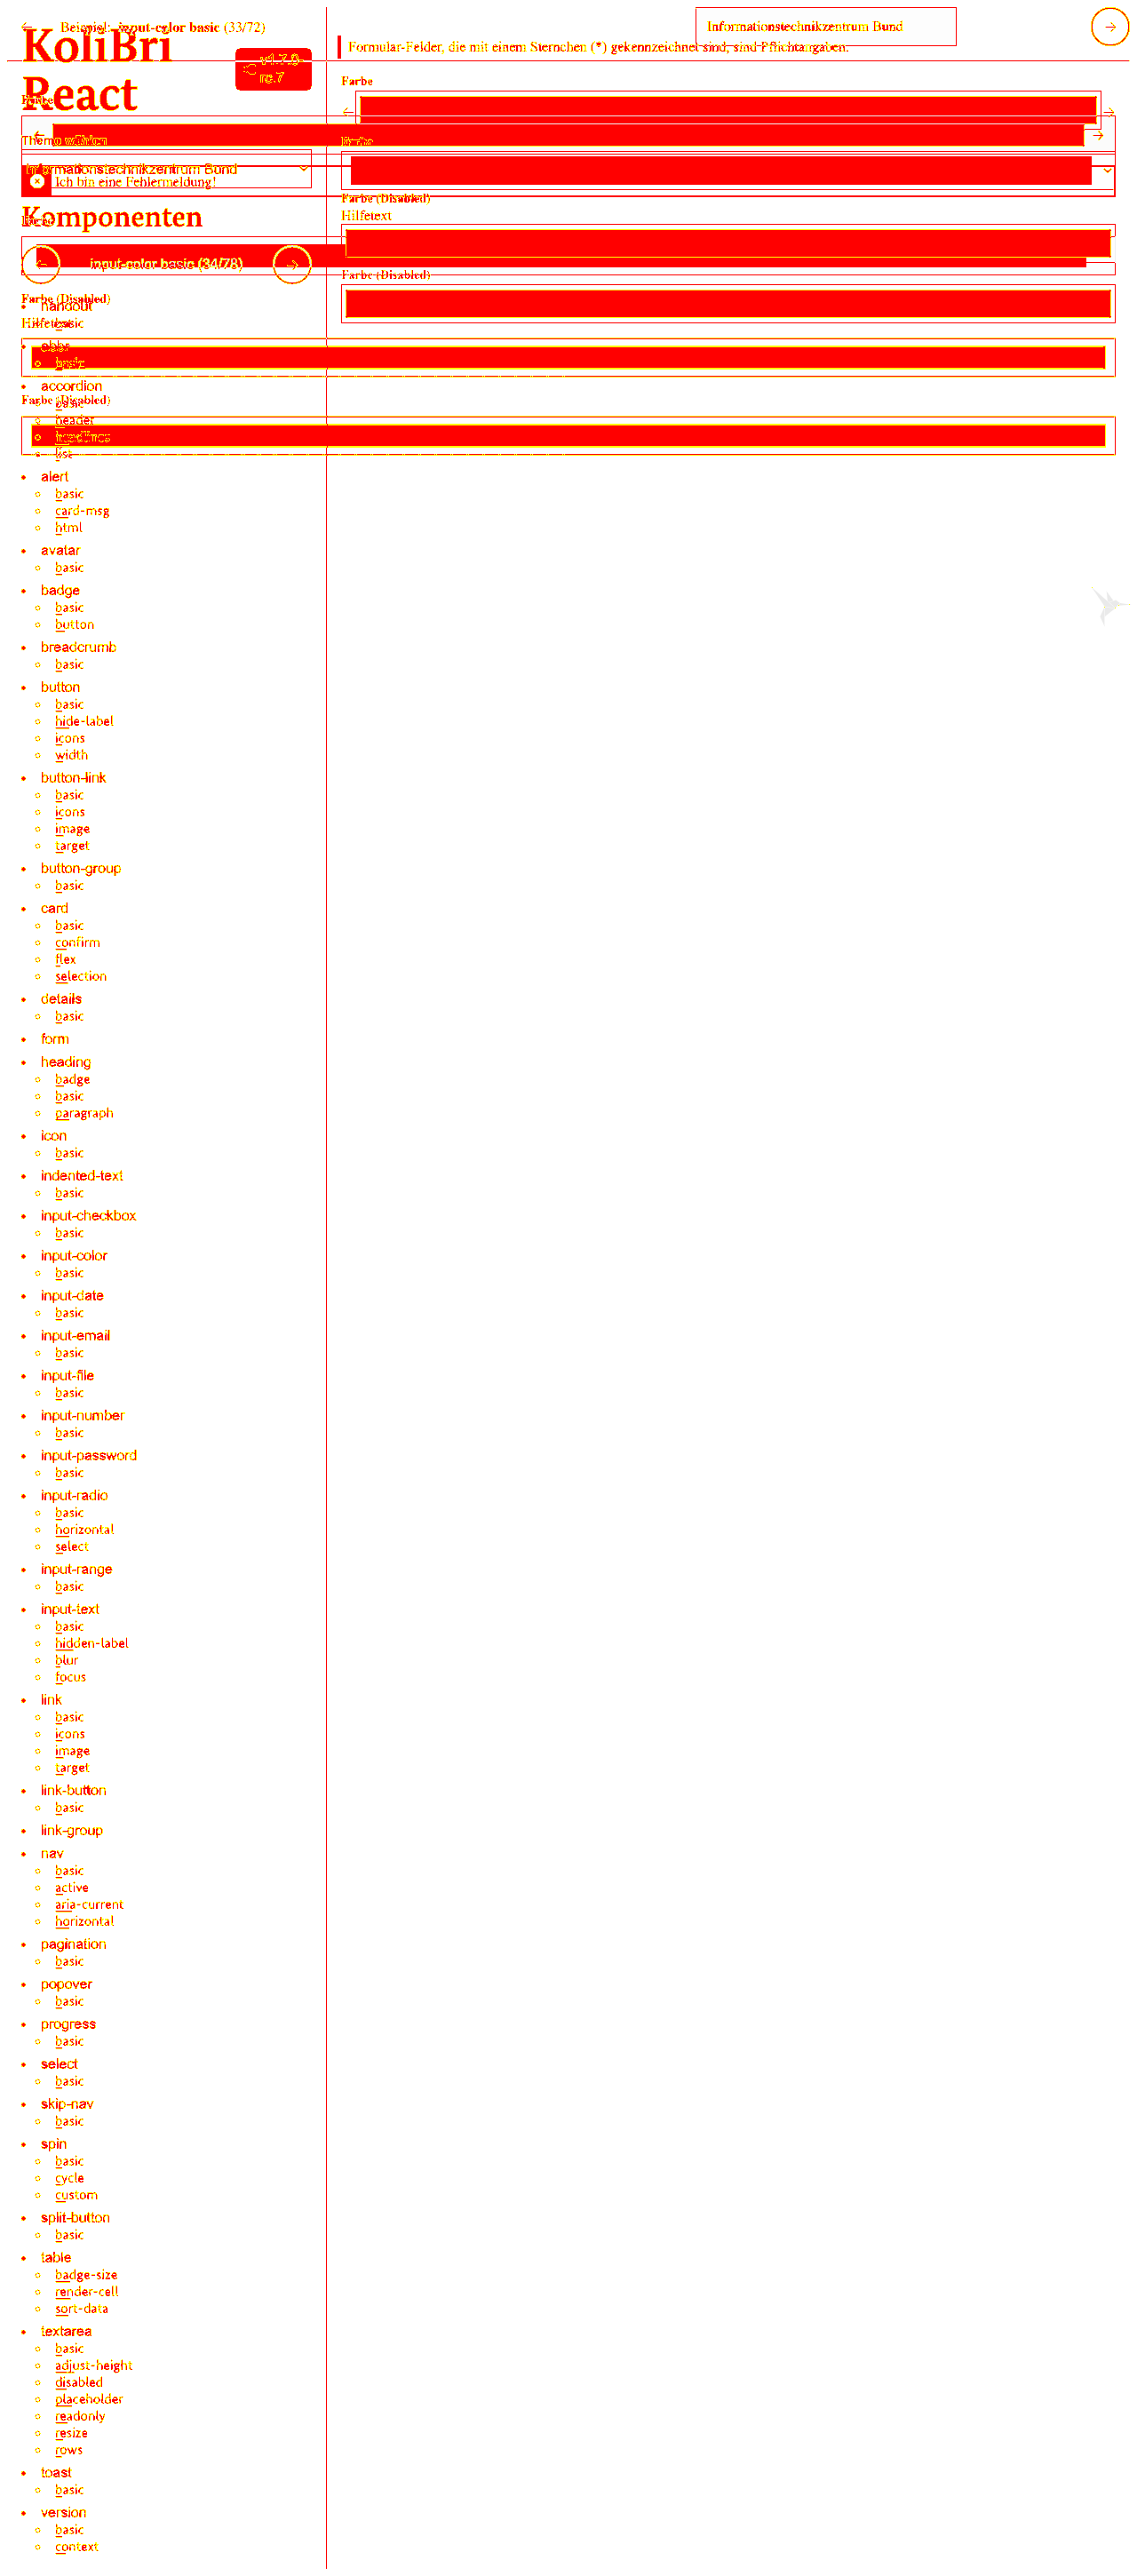 Beispiel: input-color basic (33/72)
Informationstechnikzentrum Bund
KoliBri
React
v1.7.0-
rc.7
Formular-Felder, die mit einem Sternchen (*) gekennzeichnet sind, sind Pflichtangaben.
Farbe
Farbe
Thema wählen
Farbe
Informationstechnikzentrum Bund
Ich bin eine Fehlermeldung!
Farbe (Disabled)
Hilfetext
Komponenten
input-color basic (34/78)
Farbe (Disabled)
Farbe (Disabled)
handout
Hilfetext
basic
abbr
basic
accordion
Farbe (Disabled)
basic
header
headlines
list
alert
basic
card-msg
html
avatar
basic
badge
basic
button
breadcrumb
basic
button
basic
hide-label
icons
width
button-link
basic
icons
image
target
button-group
basic
card
basic
confirm
flex
selection
details
basic
form
heading
badge
basic
paragraph
icon
basic
indented-text
basic
input-checkbox
basic
input-color
basic
input-date
basic
input-email
basic
input-file
basic
input-number
basic
input-password
basic
input-radio
basic
horizontal
select
input-range
basic
input-text
basic
hidden-label
blur
focus
link
basic
icons
image
target
link-button
basic
link-group
nav
basic
active
aria-current
horizontal
pagination
basic
popover
basic
progress
basic
select
basic
skip-nav
basic
spin
basic
cycle
custom
split-button
basic
table
badge-size
render-cell
sort-data
textarea
basic
adjust-height
disabled
placeholder
readonly
resize
rows
toast
basic
version
basic
context